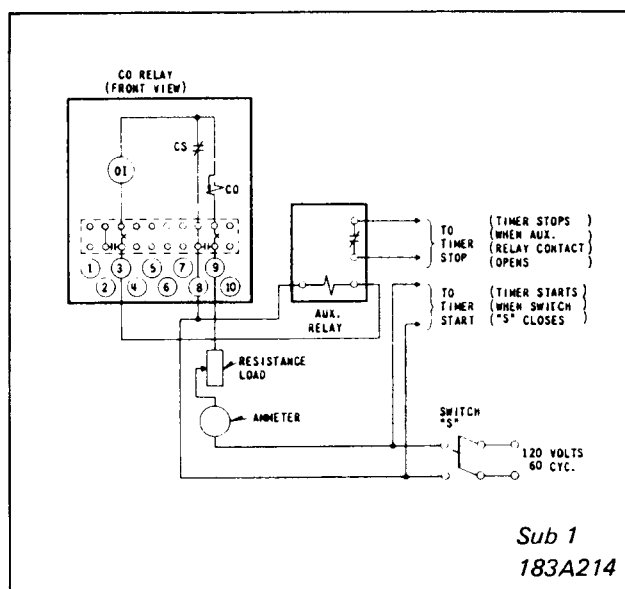 CO RELAY
(FRONT VIEW)
CS
OI
CO
1 3 5 7 9
2 4 6 8 10
AUX.
RELAY
TO
TIMER
STOP
(TIMER STOPS
(WHEN AUX.
(RELAY CONTACT
(OPENS
TO
TIMER
START
(TIMER STARTS
(WHEN SWITCH
("S" CLOSES
RESISTANCE
LOAD
AMMETER
SWITCH
"S"
120 VOLTS
60 CYC.
Sub 1
183A214